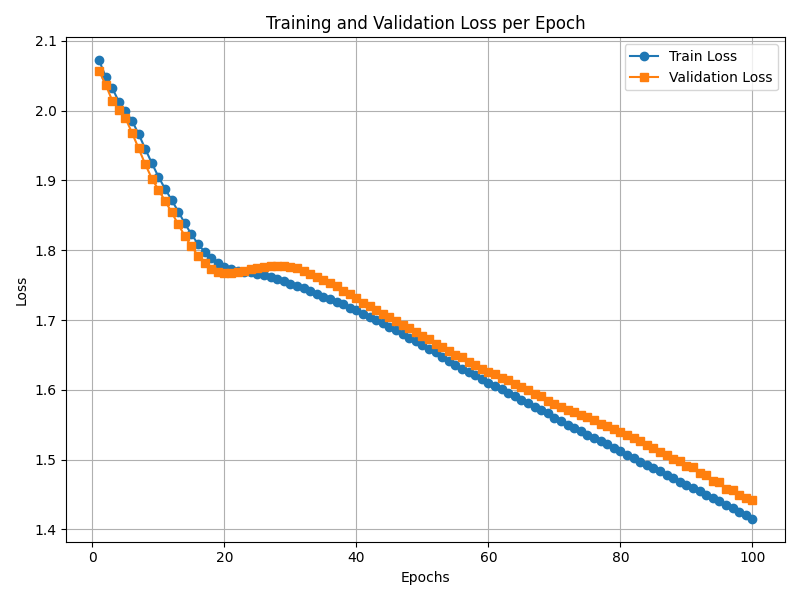 Training and Validation Loss per Epoch
Train Loss
Validation Loss
2.1
2.0
1.9
1.8
1.7
1.6
1.5
1.4
Loss
0 20 40 60 80 100
Epochs